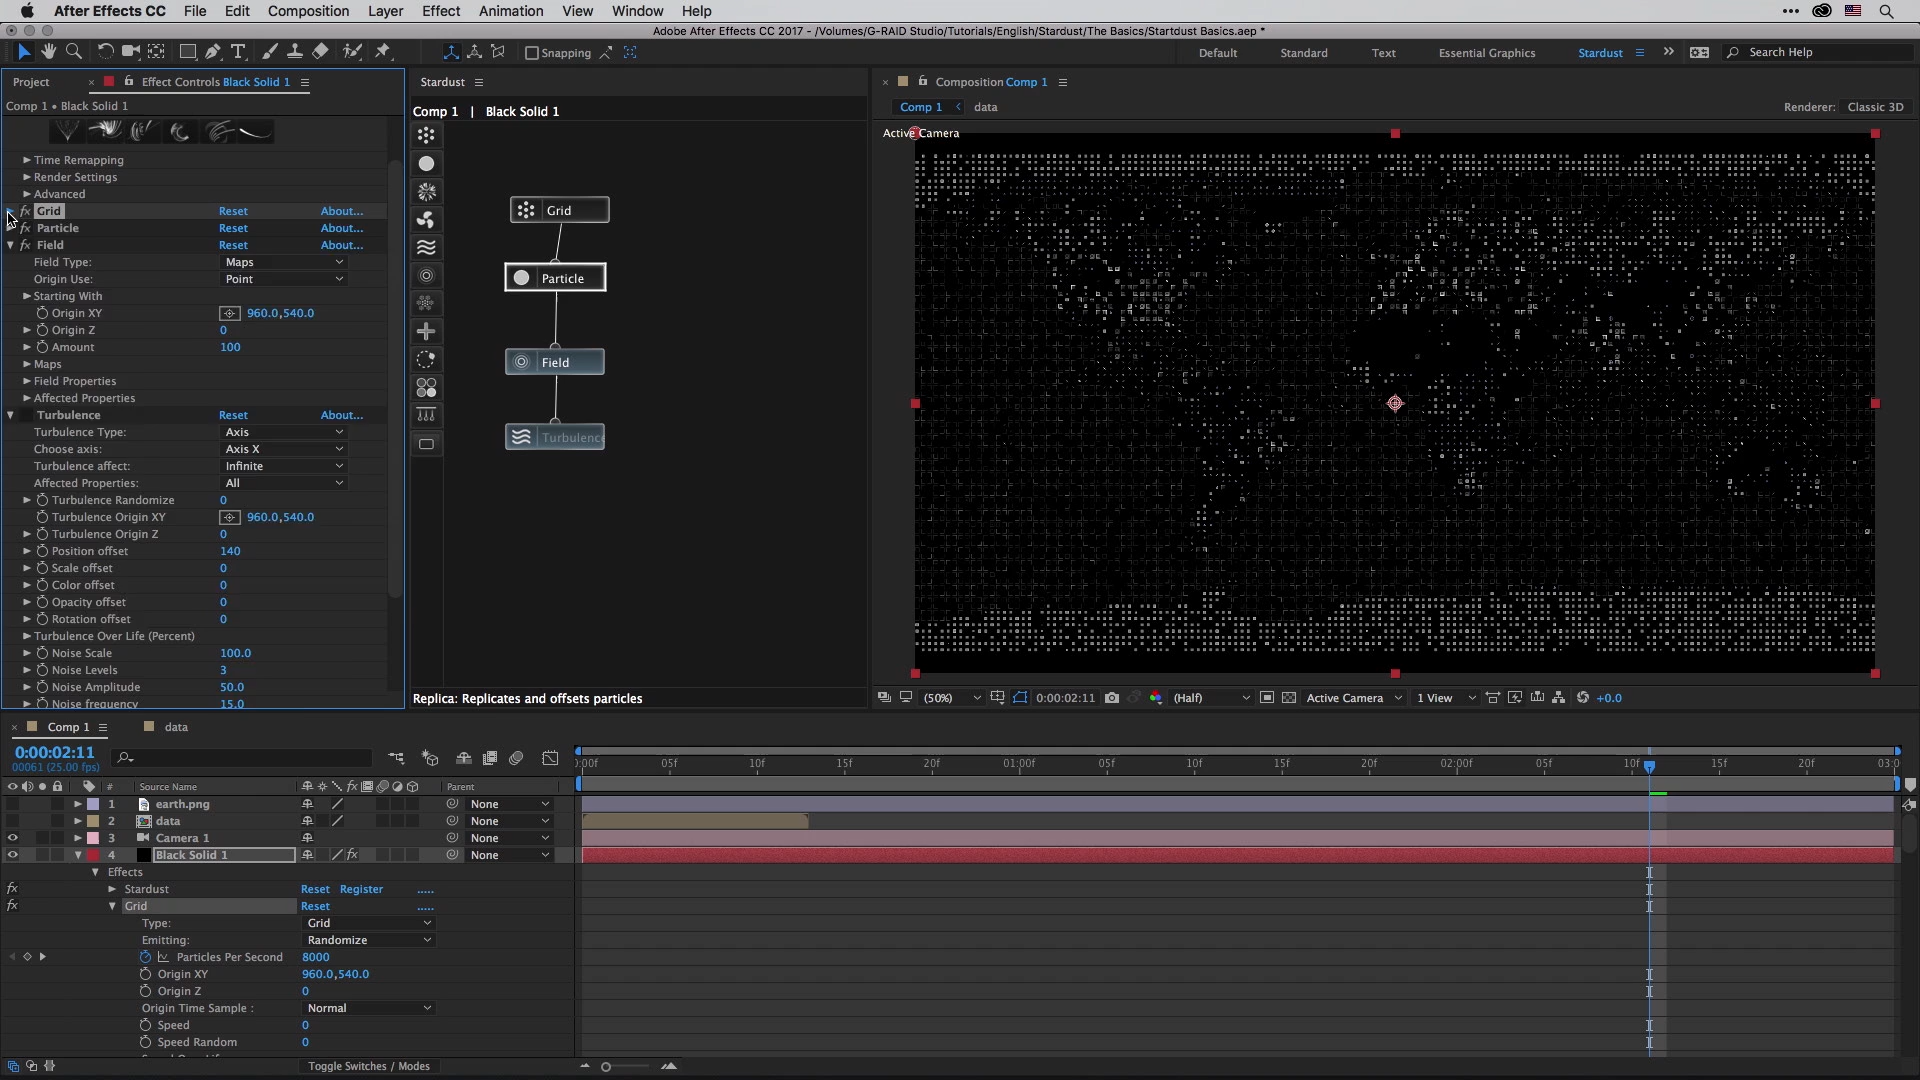 After Effects CC File Edit Composition Layer Effect Animation View Window Help
Adobe After Effects CC 2017 - /Volumes/G-RAID Studio/Tutorials/English/Stardust/The Basics/Startdust Basics.aep *
Snapping Default Standard Text Essential Graphics Stardust Search Help
Project Effect Controls Black Solid 1
Comp 1 • Black Solid 1
Time Remapping
Render Settings
Advanced
fx Grid Reset About...
fx Particle Reset About...
fx Field Reset About...
Field Type: Maps
Origin Use: Point
Starting With
Origin XY 960.0,540.0
Origin Z 0
Amount 100
Maps
Field Properties
Affected Properties
Turbulence Reset About...
Turbulence Type: Axis
Choose axis: Axis X
Turbulence affect: Infinite
Affected Properties: All
Turbulence Randomize 0
Turbulence Origin XY 960.0,540.0
Turbulence Origin Z 0
Position offset 140
Scale offset 0
Color offset 0
Opacity offset 0
Rotation offset 0
Turbulence Over Life (Percent)
Noise Scale 100.0
Noise Levels 3
Noise Amplitude 50.0
Noise frequency 15.0
Stardust
Comp 1 | Black Solid 1
Grid
Particle
Field
Turbulence
Replica: Replicates and offsets particles
Composition Comp 1
Comp 1 data Renderer: Classic 3D
Active Camera
(50%) 0:00:02:11 (Half) Active Camera 1 View +0.0
Comp 1 data
0:00:02:11
00061 (25.00 fps)
:00f 05f 10f 15f 20f 01:00f 05f 10f 15f 20f 02:00f 05f 10f 15f 20f 03:0
# Source Name fx Parent
1 earth.png None
2 data None
3 Camera 1 None
4 Black Solid 1 fx None
Effects
fx Stardust Reset Register .....
fx Grid Reset .....
Type: Grid
Emitting: Randomize
Particles Per Second 8000
Origin XY 960.0,540.0
Origin Z 0
Origin Time Sample : Normal
Speed 0
Speed Random 0
Toggle Switches / Modes